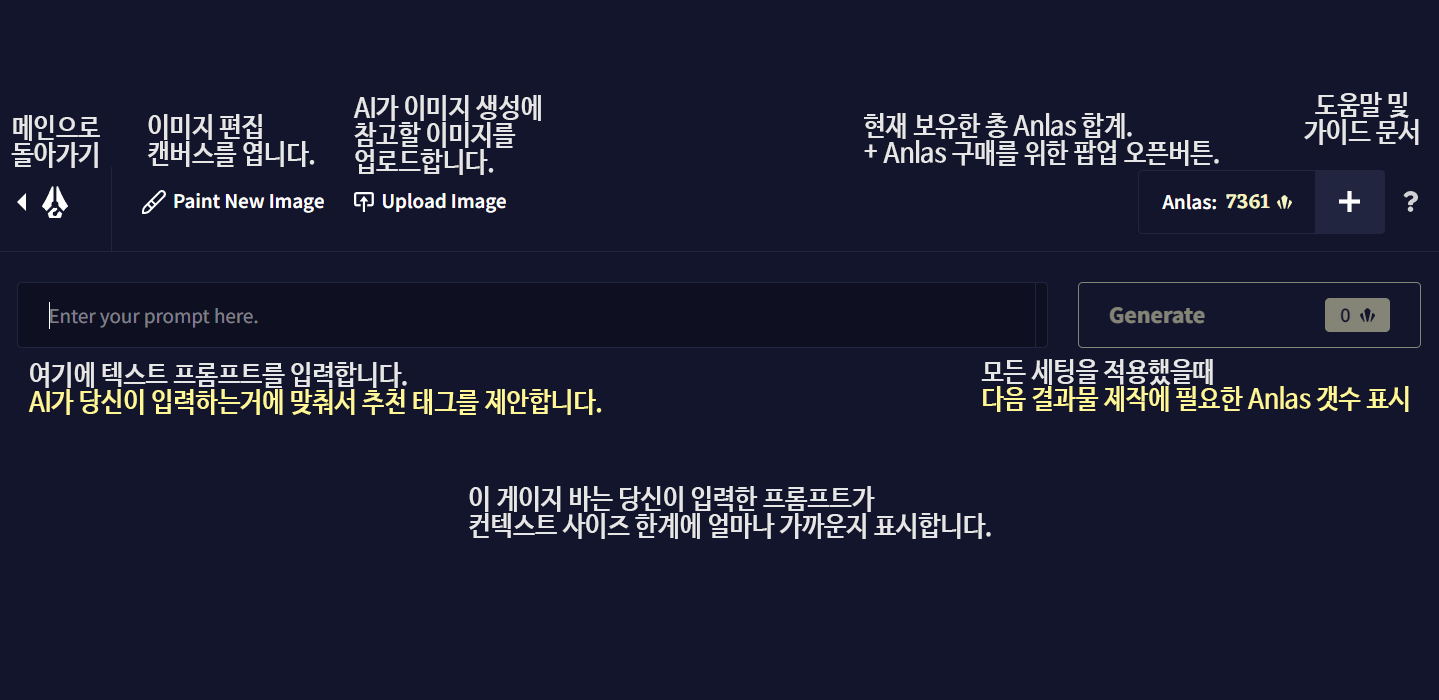 메인으로
돌아가기
이미지 편집
캔버스를 엽니다.
AI가 이미지 생성에
참고할 이미지를
업로드합니다.
현재 보유한 총 Anlas 합계.
+ Anlas 구매를 위한 팝업 오픈버튼.
도움말 및
가이드 문서
Paint New Image
Upload Image
Anlas: 7361
+
?
Enter your prompt here.
Generate
0
여기에 텍스트 프롬프트를 입력합니다.
AI가 당신이 입력하는거에 맞춰서 추천 태그를 제안합니다.
모든 세팅을 적용했을때
다음 결과물 제작에 필요한 Anlas 갯수 표시
이 게이지 바는 당신이 입력한 프롬프트가
컨텍스트 사이즈 한계에 얼마나 가까운지 표시합니다.